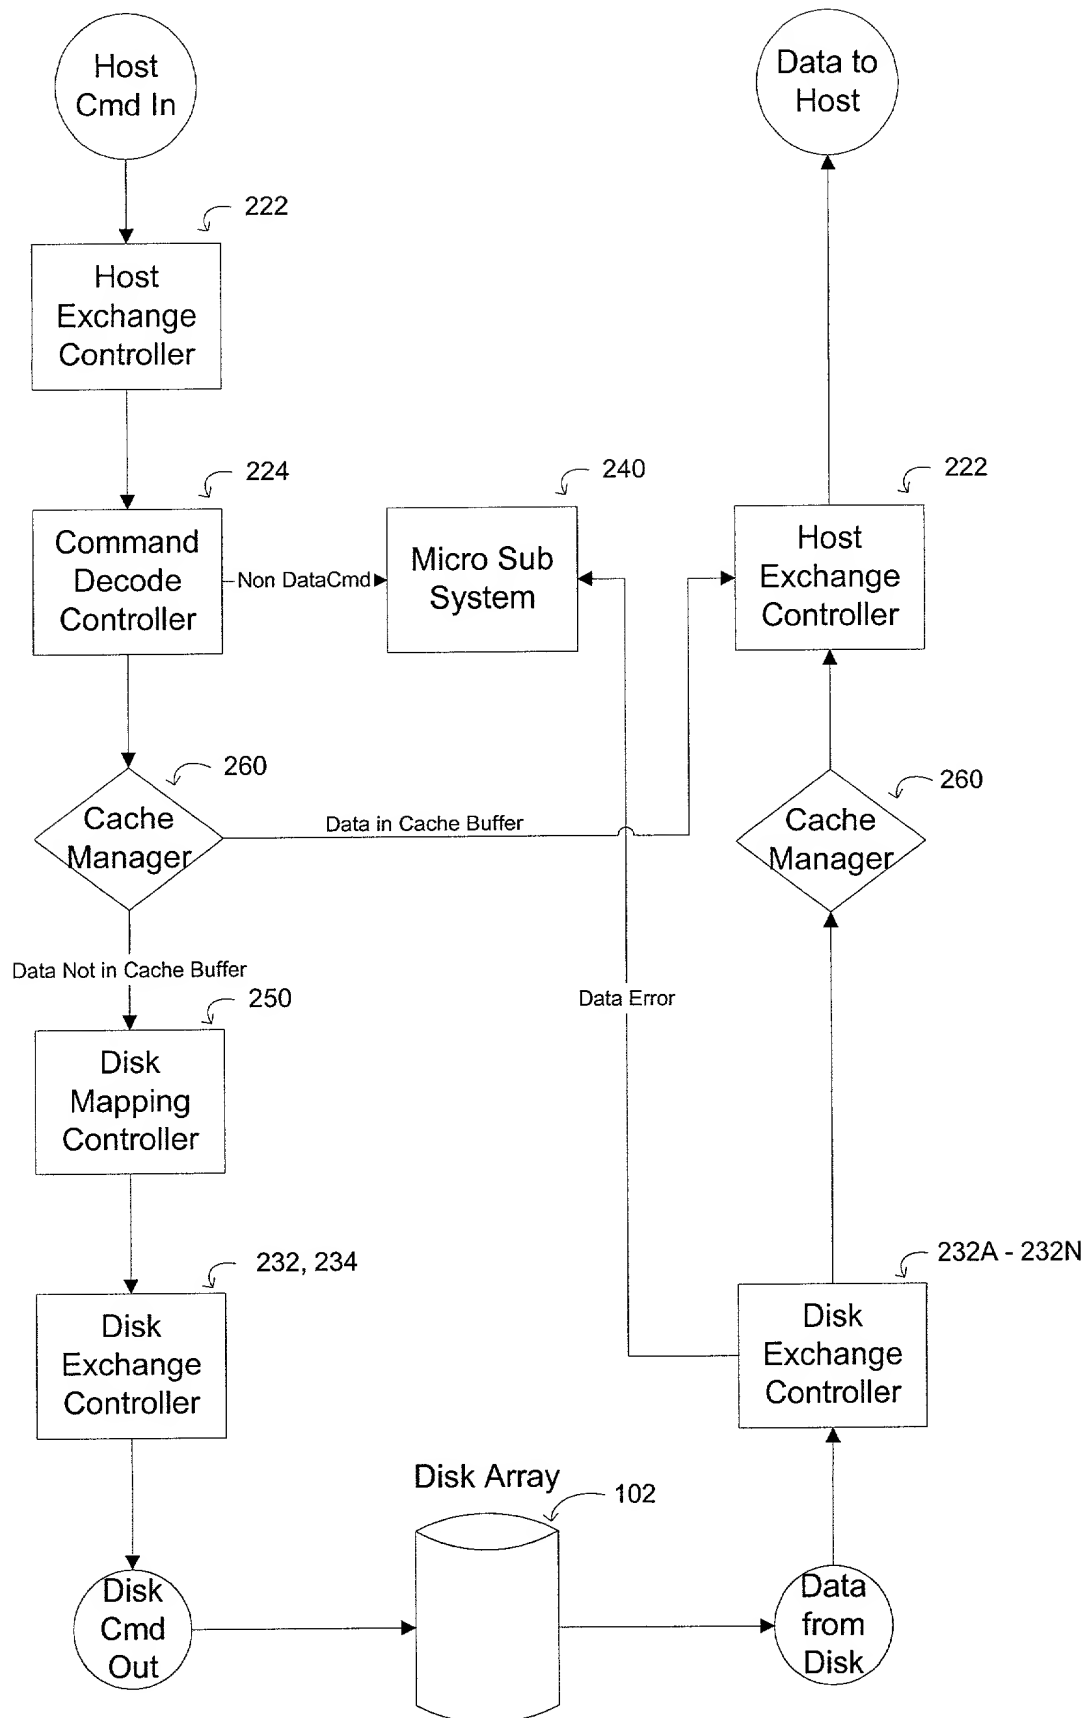 Host
Cmd In
Data to
Host
222
Host
Exchange
Controller
224
Command
Decode
Controller
Non DataCmd
240
Micro Sub
System
222
Host
Exchange
Controller
260
Cache
Manager
Data in Cache Buffer
260
Cache
Manager
Data Not in Cache Buffer
250
Disk
Mapping
Controller
Data Error
232, 234
Disk
Exchange
Controller
232A - 232N
Disk
Exchange
Controller
Disk Array
102
Disk
Cmd
Out
Data
from
Disk